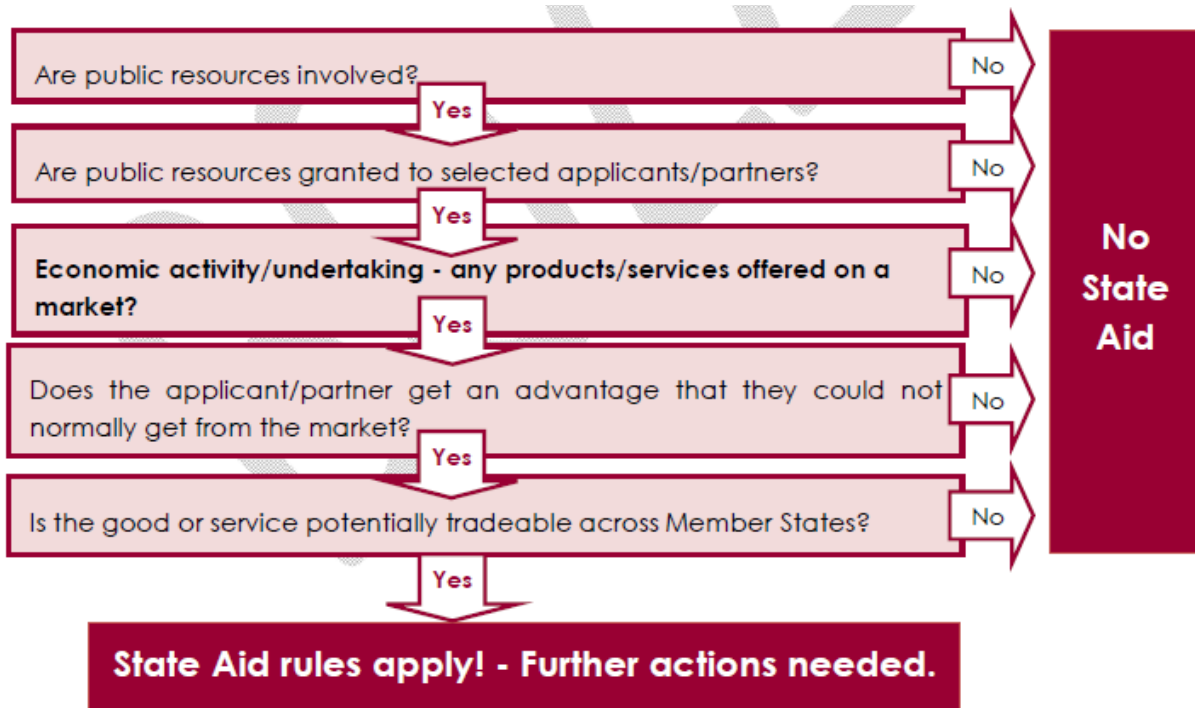 Are public resources involved?
No
Yes
Are public resources granted to selected applicants/partners?
No
Yes
Economic activity/undertaking - any products/services offered on a
market?
No
Yes
Does the applicant/partner get an advantage that they could not
normally get from the market?
No
Yes
Is the good or service potentially tradeable across Member States?
No
Yes
No
State
Aid
State Aid rules apply! - Further actions needed.